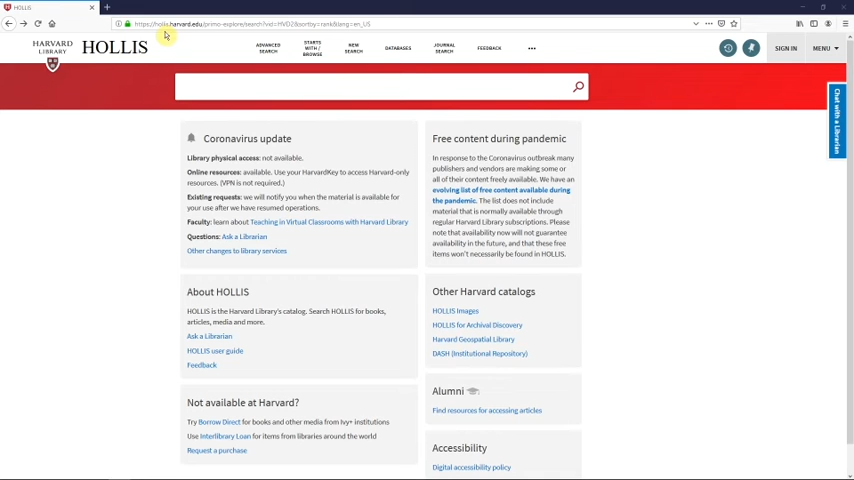 HOLLIS
https://hollis.harvard.edu/primo-explore/search?vid=HVD2&sortby=rank&lang=en_US
HARVARD
LIBRARY
HOLLIS
ADVANCED
SEARCH
STARTS
WITH /
BROWSE
NEW
SEARCH
DATABASES
JOURNAL
SEARCH
FEEDBACK
SIGN IN
MENU
Chat with a Librarian
Coronavirus update
Library physical access: not available.
Online resources: available. Use your HarvardKey to access Harvard-only
resources. (VPN is not required.)
Existing requests: we will notify you when the material is available for
your use after we have resumed operations.
Faculty: learn about Teaching in Virtual Classrooms with Harvard Library
Questions: Ask a Librarian
Other changes to library services
Free content during pandemic
In response to the Coronavirus outbreak many
publishers and vendors are making some or
all of their content freely available. We have an
evolving list of free content available during
the pandemic. The list does not include
material that is normally available through
regular Harvard Library subscriptions. Please
note that availability now will not guarantee
availability in the future, and that these free
items won't necessarily be found in HOLLIS.
About HOLLIS
HOLLIS is the Harvard Library's catalog. Search HOLLIS for books,
articles, media and more.
Ask a Librarian
HOLLIS user guide
Feedback
Other Harvard catalogs
HOLLIS Images
HOLLIS for Archival Discovery
Harvard Geospatial Library
DASH (Institutional Repository)
Not available at Harvard?
Try Borrow Direct for books and other media from Ivy+ institutions
Use Interlibrary Loan for items from libraries around the world
Request a purchase
Alumni
Find resources for accessing articles
Accessibility
Digital accessibility policy